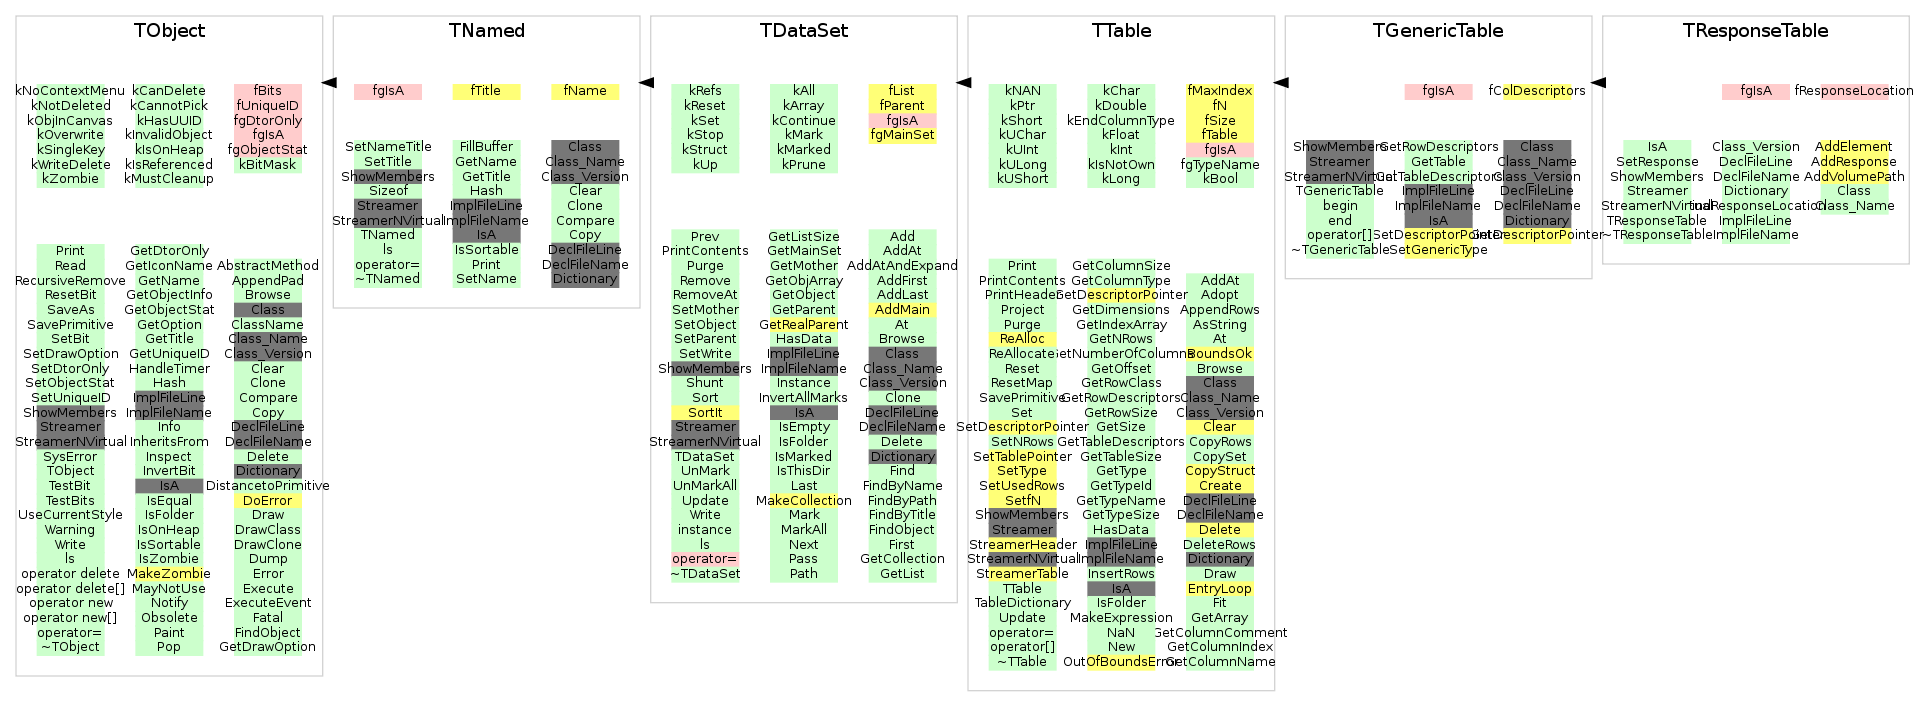 TObject
kNoContextMenu
kNotDeleted
kObjInCanvas
kOverwrite
kSingleKey
kWriteDelete
kZombie
kCanDelete
kCannotPick
kHasUUID
kInvalidObject
kIsOnHeap
kIsReferenced
kMustCleanup
fBits
fUniqueID
fgDtorOnly
fgIsA
fgObjectStat
kBitMask
Print
Read
RecursiveRemove
ResetBit
SaveAs
SavePrimitive
SetBit
SetDrawOption
SetDtorOnly
SetObjectStat
SetUniqueID
ShowMembers
Streamer
StreamerNVirtual
SysError
TObject
TestBit
TestBits
UseCurrentStyle
Warning
Write
ls
operator delete
operator delete[]
operator new
operator new[]
operator=
~TObject
GetDtorOnly
GetIconName
GetName
GetObjectInfo
GetObjectStat
GetOption
GetTitle
GetUniqueID
HandleTimer
Hash
ImplFileLine
ImplFileName
Info
InheritsFrom
Inspect
InvertBit
IsA
IsEqual
IsFolder
IsOnHeap
IsSortable
IsZombie
MakeZombie
MayNotUse
Notify
Obsolete
Paint
Pop
AbstractMethod
AppendPad
Browse
Class
ClassName
Class_Name
Class_Version
Clear
Clone
Compare
Copy
DeclFileLine
DeclFileName
Delete
Dictionary
DistancetoPrimitive
DoError
Draw
DrawClass
DrawClone
Dump
Error
Execute
ExecuteEvent
Fatal
FindObject
GetDrawOption
TNamed
fgIsA
fTitle
fName
SetNameTitle
SetTitle
ShowMembers
Sizeof
Streamer
StreamerNVirtual
TNamed
ls
operator=
~TNamed
FillBuffer
GetName
GetTitle
Hash
ImplFileLine
ImplFileName
IsA
IsSortable
Print
SetName
Class
Class_Name
Class_Version
Clear
Clone
Compare
Copy
DeclFileLine
DeclFileName
Dictionary
TDataSet
kRefs
kReset
kSet
kStop
kStruct
kUp
kAll
kArray
kContinue
kMark
kMarked
kPrune
fList
fParent
fgIsA
fgMainSet
Prev
PrintContents
Purge
Remove
RemoveAt
SetMother
SetObject
SetParent
SetWrite
ShowMembers
Shunt
Sort
SortIt
Streamer
StreamerNVirtual
TDataSet
UnMark
UnMarkAll
Update
Write
instance
ls
operator=
~TDataSet
GetListSize
GetMainSet
GetMother
GetObjArray
GetObject
GetParent
GetRealParent
HasData
ImplFileLine
ImplFileName
Instance
InvertAllMarks
IsA
IsEmpty
IsFolder
IsMarked
IsThisDir
Last
MakeCollection
Mark
MarkAll
Next
Pass
Path
Add
AddAt
AddAtAndExpand
AddFirst
AddLast
AddMain
At
Browse
Class
Class_Name
Class_Version
Clone
DeclFileLine
DeclFileName
Delete
Dictionary
Find
FindByName
FindByPath
FindByTitle
FindObject
First
GetCollection
GetList
TTable
kNAN
kPtr
kShort
kUChar
kUInt
kULong
kUShort
kChar
kDouble
kEndColumnType
kFloat
kInt
kIsNotOwn
kLong
fMaxIndex
fN
fSize
fTable
fgIsA
fgTypeName
kBool
Print
PrintContents
PrintHeader
Project
Purge
ReAlloc
ReAllocate
Reset
ResetMap
SavePrimitive
Set
SetDescriptorPointer
SetNRows
SetTablePointer
SetType
SetUsedRows
SetfN
ShowMembers
Streamer
StreamerHeader
StreamerNVirtual
StreamerTable
TTable
TableDictionary
Update
operator=
operator[]
~TTable
GetColumnSize
GetColumnType
GetDescriptorPointer
GetDimensions
GetIndexArray
GetNRows
GetNumberOfColumns
GetOffset
GetRowClass
GetRowDescriptors
GetRowSize
GetSize
GetTableDescriptors
GetTableSize
GetType
GetTypeId
GetTypeName
GetTypeSize
HasData
ImplFileLine
ImplFileName
InsertRows
IsA
IsFolder
MakeExpression
NaN
New
OutOfBoundsError
AddAt
Adopt
AppendRows
AsString
At
BoundsOk
Browse
Class
Class_Name
Class_Version
Clear
CopyRows
CopySet
CopyStruct
Create
DeclFileLine
DeclFileName
Delete
DeleteRows
Dictionary
Draw
EntryLoop
Fit
GetArray
GetColumnComment
GetColumnIndex
GetColumnName
TGenericTable
fgIsA
fColDescriptors
ShowMembers
Streamer
StreamerNVirtual
TGenericTable
begin
end
operator[]
~TGenericTable
GetRowDescriptors
GetTable
GetTableDescriptors
ImplFileLine
ImplFileName
IsA
SetDescriptorPointer
SetGenericType
Class
Class_Name
Class_Version
DeclFileLine
DeclFileName
Dictionary
GetDescriptorPointer
TResponseTable
fgIsA
fResponseLocation
IsA
SetResponse
ShowMembers
Streamer
StreamerNVirtual
TResponseTable
~TResponseTable
Class_Version
DeclFileLine
DeclFileName
Dictionary
ImplFileLine
ImplFileName
AddElement
AddResponse
AddVolumePath
Class
Class_Name